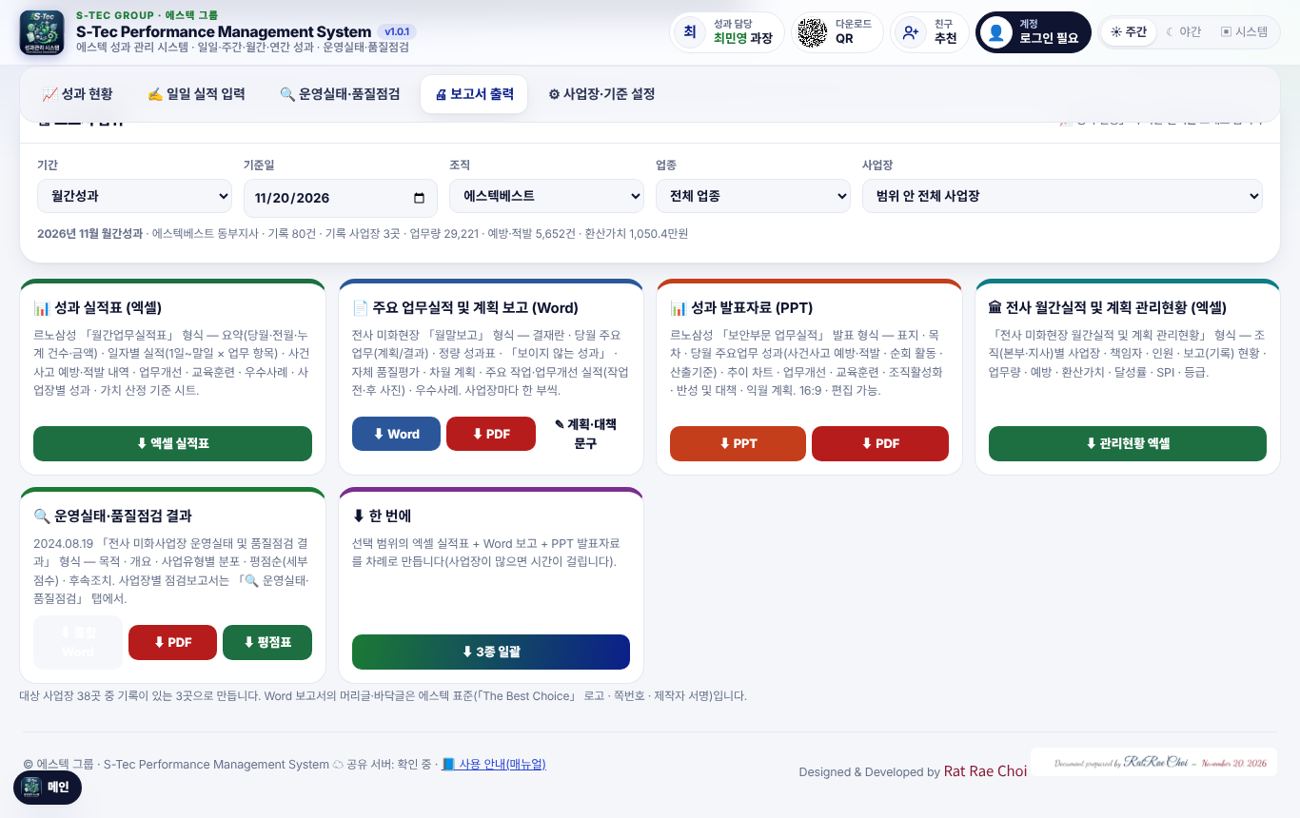 S-TEC GROUP · 에스텍 그룹
S-Tec Performance Management System v1.0.1
에스텍 성과 관리 시스템 · 일일·주간·월간·연간 성과 · 운영실태·품질점검
최 성과 담당
최민영 과장
다운로드
QR
친구
추천
계정
로그인 필요
☀ 주간
☾ 야간
▣ 시스템
📈 성과 현황
✍ 일일 실적 입력
🔍 운영실태·품질점검
🖨 보고서 출력
⚙ 사업장·기준 설정
기간
월간성과
기준일
11/20/2026
조직
에스텍베스트
업종
전체 업종
사업장
범위 안 전체 사업장
2026년 11월 월간성과 · 에스텍베스트 동부지사 · 기록 80건 · 기록 사업장 3곳 · 업무량 29,221 · 예방·적발 5,652건 · 환산가치 1,050.4만원
📊 성과 실적표 (엑셀)
르노삼성 「월간업무실적표」 형식 — 요약(당월·전월·누
계 건수·금액) · 일자별 실적(1일~말일 × 업무 항목) · 사건
사고 예방·적발 내역 · 업무개선 · 교육훈련 · 우수사례 · 사
업장별 성과 · 가치 산정 기준 시트.
⬇ 엑셀 실적표
📄 주요 업무실적 및 계획 보고 (Word)
전사 미화현장 「월말보고」 형식 — 결재란 · 당월 주요
업무(계획/결과) · 정량 성과표 · 「보이지 않는 성과」 ·
자체 품질평가 · 차월 계획 · 주요 작업·업무개선 실적(작업
전·후 사진) · 우수사례. 사업장마다 한 부씩.
⬇ Word
⬇ PDF
✎ 계획·대책
문구
📊 성과 발표자료 (PPT)
르노삼성 「보안부문 업무실적」 발표 형식 — 표지 · 목
차 · 당월 주요업무 성과(사건사고 예방·적발 · 순회 활동 ·
산출기준) · 추이 차트 · 업무개선 · 교육훈련 · 조직활성화
· 반성 및 대책 · 익월 계획. 16:9 · 편집 가능.
⬇ PPT
⬇ PDF
🏛 전사 월간실적 및 계획 관리현황 (엑셀)
「전사 미화현장 월간실적 및 계획 관리현황」 형식 — 조
직(본부·지사)별 사업장 · 책임자 · 인원 · 보고(기록) 현황 ·
업무량 · 예방 · 환산가치 · 달성률 · SPI · 등급.
⬇ 관리현황 엑셀
🔍 운영실태·품질점검 결과
2024.08.19 「전사 미화사업장 운영실태 및 품질점검 결
과」 형식 — 목적 · 개요 · 사업유형별 분포 · 평점순(세부
점수) · 후속조치. 사업장별 점검보고서는 「🔍 운영실태·
품질점검」 탭에서.
⬇ 통합
Word
⬇ PDF
⬇ 평점표
⬇ 한 번에
선택 범위의 엑셀 실적표 + Word 보고 + PPT 발표자료
를 차례로 만듭니다(사업장이 많으면 시간이 걸립니다).
⬇ 3종 일괄
대상 사업장 38곳 중 기록이 있는 3곳으로 만듭니다. Word 보고서의 머리글·바닥글은 에스텍 표준(「The Best Choice」 로고 · 쪽번호 · 제작자 서명)입니다.
© 에스텍 그룹 · S-Tec Performance Management System ☁ 공유 서버: 확인 중 · 📘 사용 안내(매뉴얼)
Designed & Developed by Rat Rae Choi
Document prepared by RatRae Choi – November 20, 2026
메인